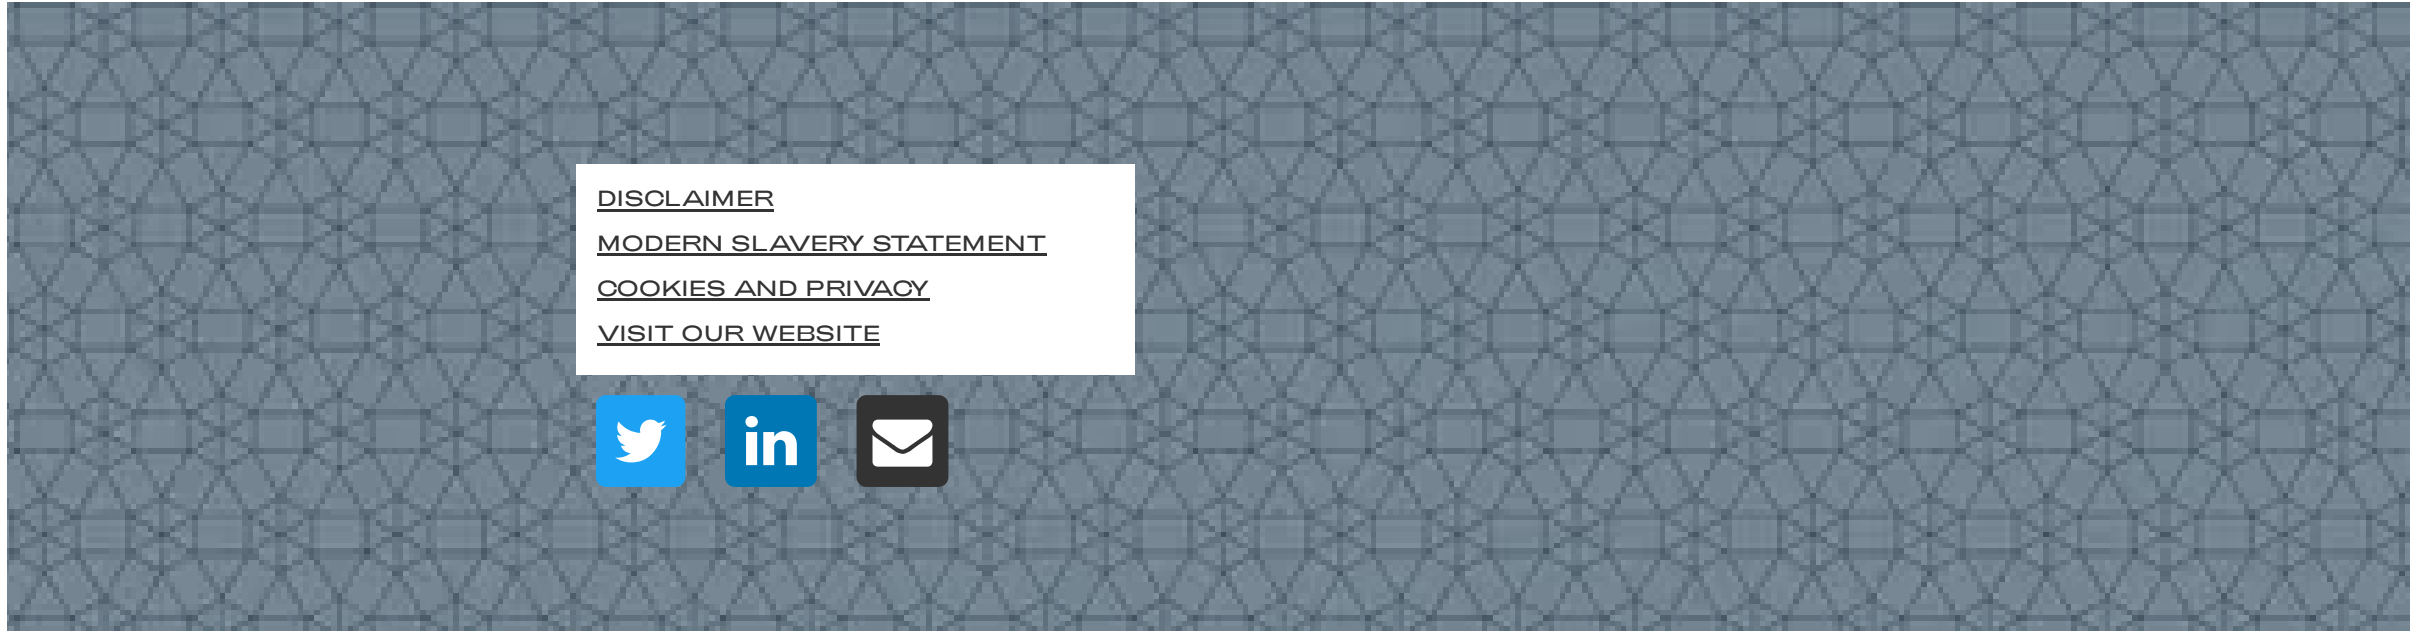 DISCLAIMER
MODERN SLAVERY STATEMENT
COOKIES AND PRIVACY
VISIT OUR WEBSITE
in